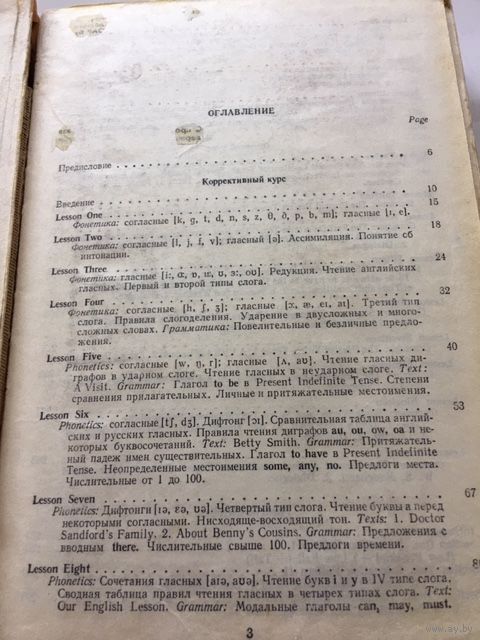 ОГЛАВЛЕНИЕ
Page
Предисловие 6
Коррективный курс
Введение 10
Lesson One 15
Фонетика: согласные [k, g, t, d, n, s, z, θ, ð, p, b, m]; гласные [ɪ, e].
Lesson Two 18
Фонетика: согласные [l, j, f, v]; гласный [ə]. Ассимиляция. Понятие об
интонации.
Lesson Three 24
Фонетика: гласные [i:, ɛ, ɒ, ɯ, ʊ, ɜ:, oʊ]. Редукция. Чтение английских
гласных. Первый и второй типы слога.
Lesson Four 32
Фонетика: согласные [h, ʃ, ʒ]; гласные [ɔ:, æ, eɪ, aɪ]. Третий тип
слога. Правила слогоделения. Ударение в двусложных и много-
сложных словах. Грамматика: Повелительные и безличные предло-
жения.
Lesson Five 40
Phonetics: согласные [w, ŋ, r]; гласные [ʌ, aʊ]. Чтение гласных ди-
графов в ударном слоге. Чтение гласных в неударном слоге. Text:
A Visit. Grammar: Глагол to be в Present Indefinite Tense. Степени
сравнения прилагательных. Личные и притяжательные местоимения.
Lesson Six 53
Phonetics: согласные [tʃ, dʒ]. Дифтонг [ɔɪ]. Сравнительная таблица англий-
ских и русских гласных. Правила чтения диграфов au, ou, ow, oa и не-
которых буквосочетаний. Text: Betty Smith. Grammar: Притяжатель-
ный падеж имен существительных. Глагол to have в Present Indefinite
Tense. Неопределенные местоимения some, any, no. Предлоги места.
Числительные от 1 до 100.
Lesson Seven 67
Phonetics: Дифтонги [ɪə, ɛə, ʊə]. Четвертый тип слога. Чтение буквы а перед
некоторыми согласными. Нисходяще-восходящий тон. Texts: 1. Doctor
Sandford's Family. 2. About Benny's Cousins. Grammar: Предложения с
вводным there. Числительные свыше 100. Предлоги времени.
Lesson Eight
Phonetics: Сочетания гласных [aɪə, aʊə]. Чтение букв i и y в IV типе слога.
Сводная таблица правил чтения гласных в четырех типах слога. Text:
Our English Lesson. Grammar: Модальные глаголы can, may, must.
3
www.ay.by